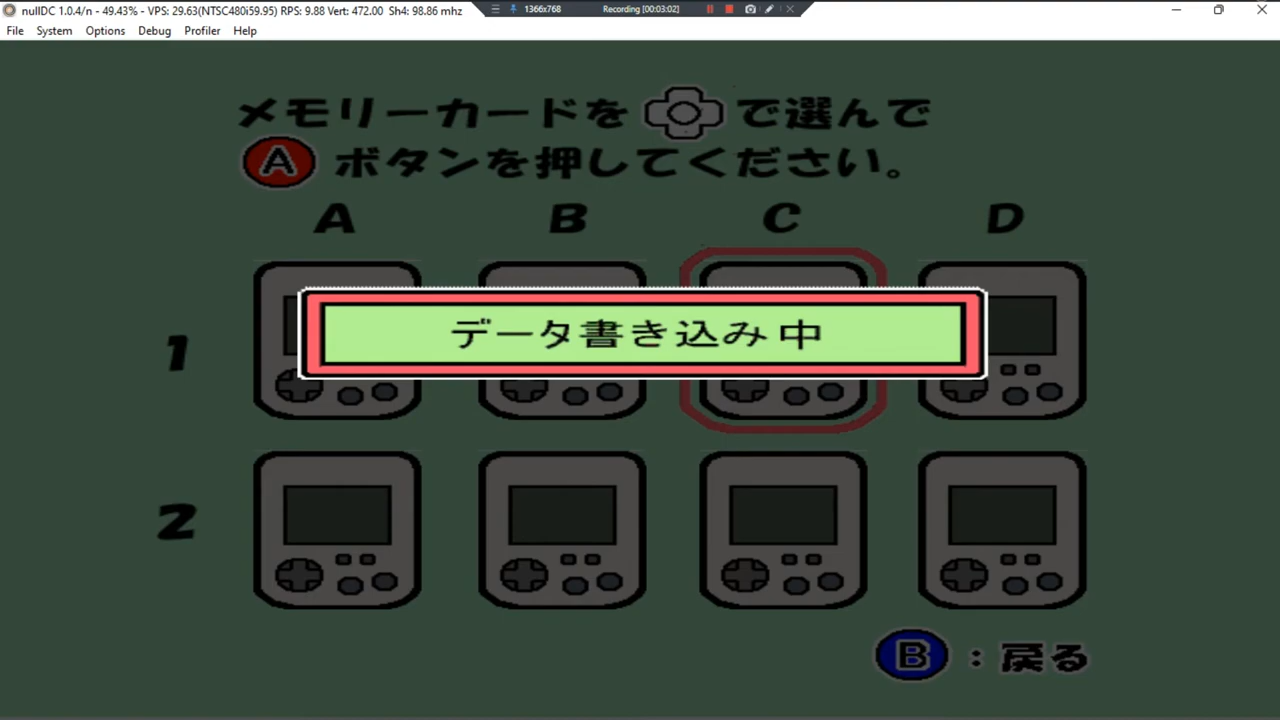 nullDC 1.0.4/n - 49.43% - VPS: 29.63(NTSC480i59.95) RPS: 9.88 Vert: 472.00 Sh4: 98.86 mhz
1366x768 Recording [00:03:02]
File System Options Debug Profiler Help
メモリーカードを で選んで
A ボタンを押してください。
A B C D
データ書き込み中
1
2
B : 戻る